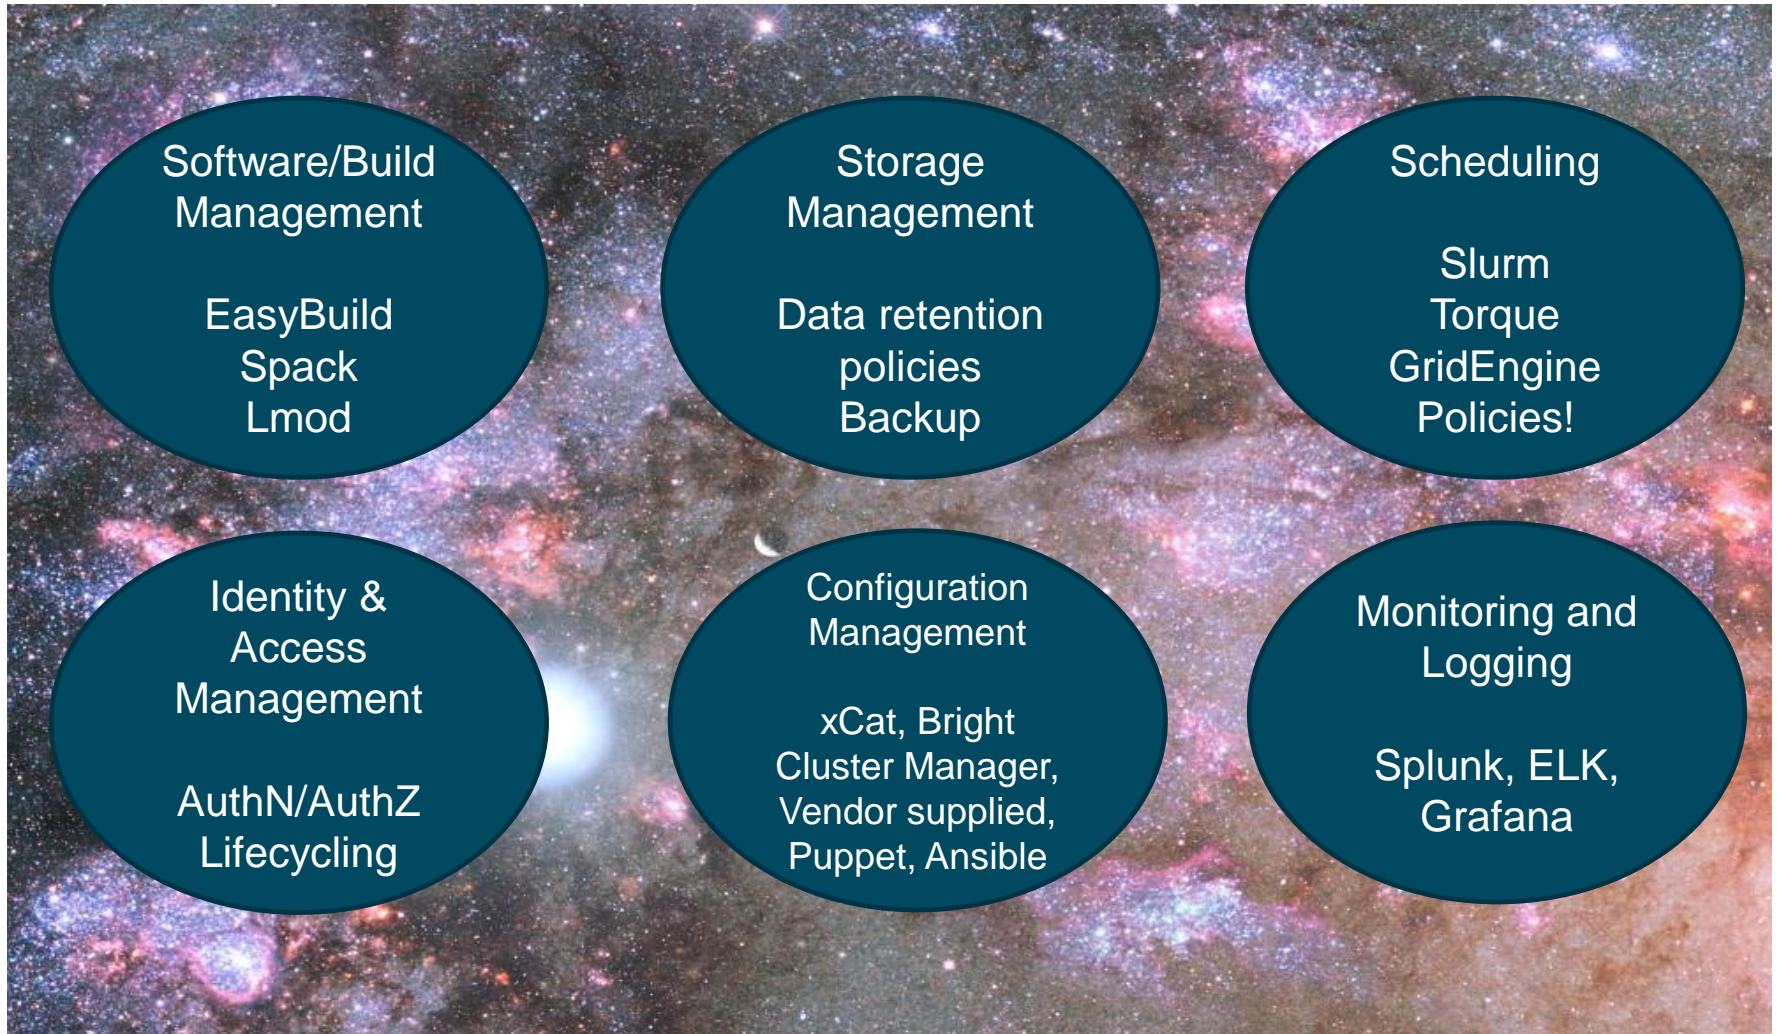 Software/Build
Management
EasyBuild
Spack
Lmod
Storage
Management
Data retention
policies
Backup
Scheduling
Slurm
Torque
GridEngine
Policies!
Identity &
Access
Management
AuthN/AuthZ
Lifecycling
Configuration
Management
xCat, Bright
Cluster Manager,
Vendor supplied,
Puppet, Ansible
Monitoring and
Logging
Splunk, ELK,
Grafana